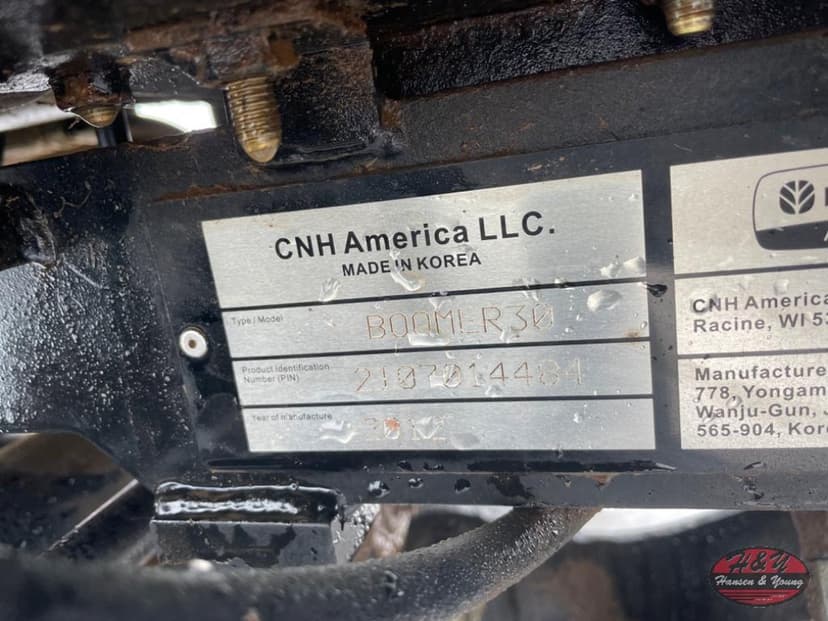 CNH America LLC.
MADE IN KOREA
Type / Model
BOOMER30
Product Identification
Number (PIN)
2107014484
Year of manufacture
2012
CNH America
Racine, WI
Manufacture
778, Yongam
Wanju-Gun,
565-904, Kor
H&Y
Hansen & Young